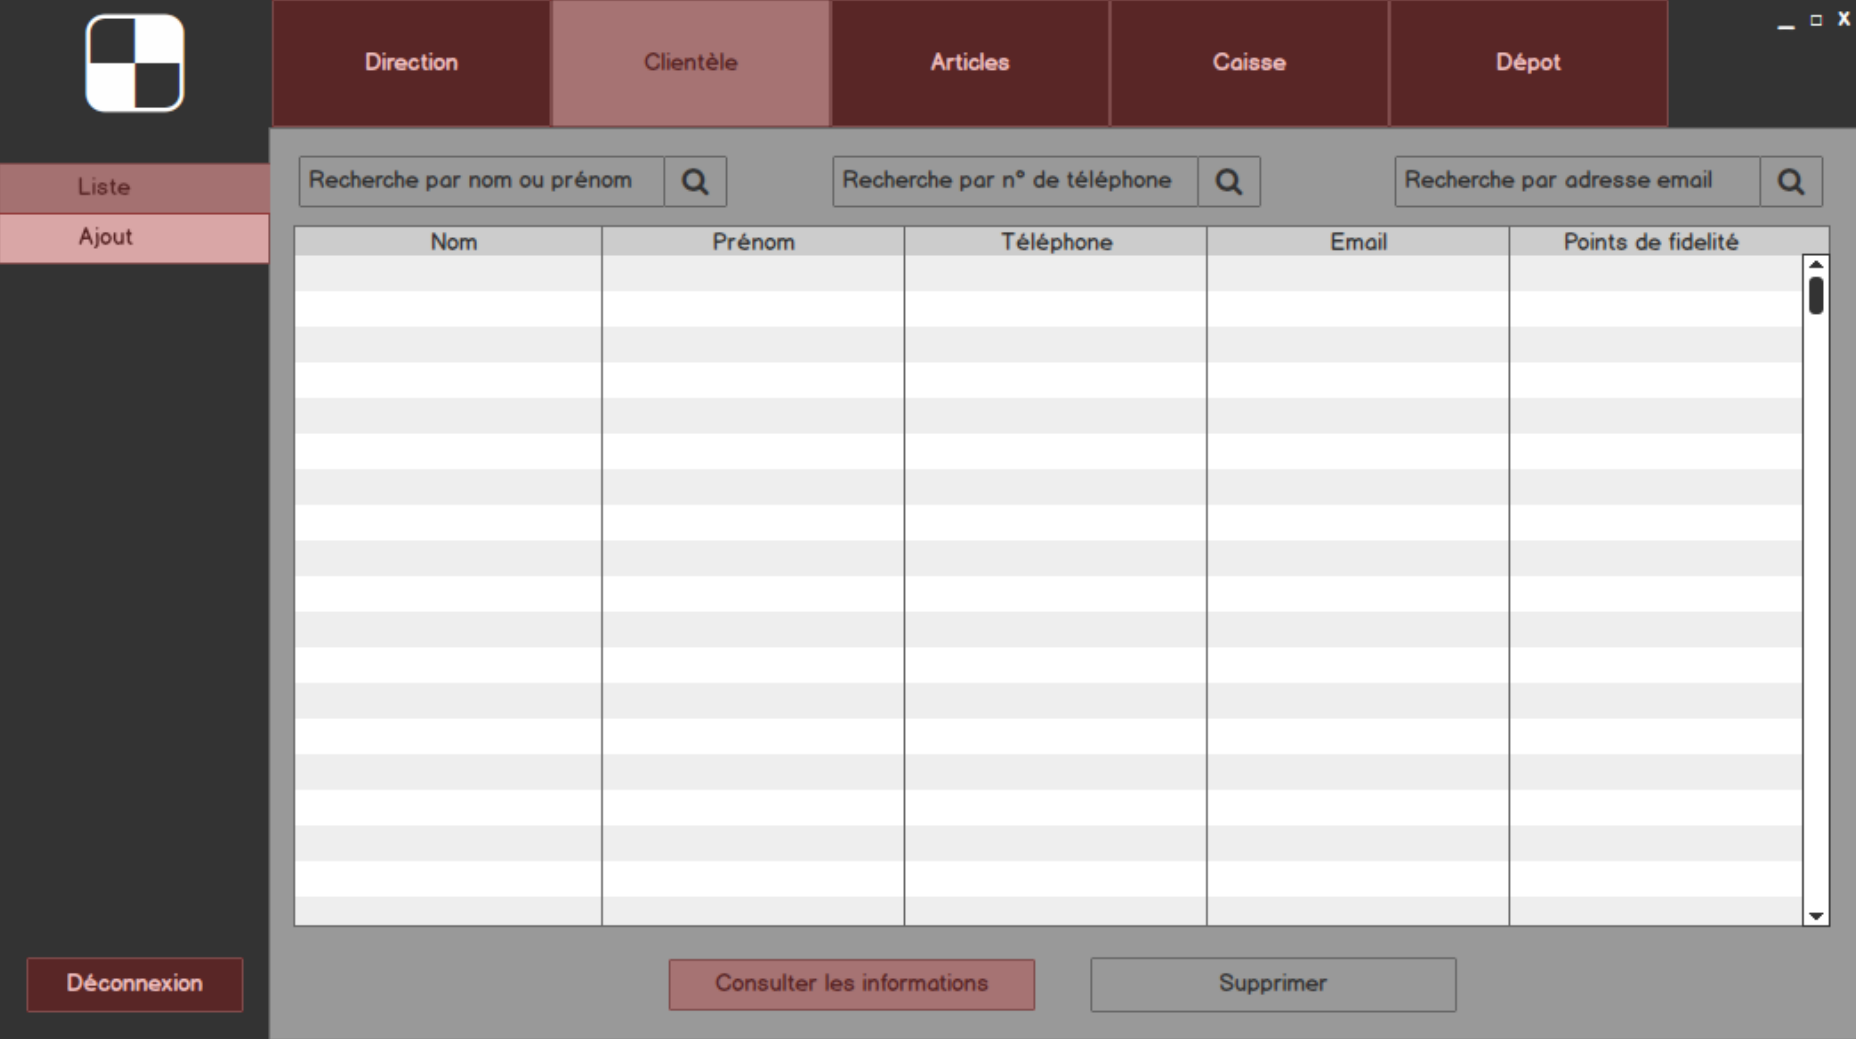 Direction
Clientèle
Articles
Caisse
Dépot
Liste
Ajout
Recherche par nom ou prénom
Recherche par n° de téléphone
Recherche par adresse email
Nom
Prénom
Téléphone
Email
Points de fidelité
Déconnexion
Consulter les informations
Supprimer